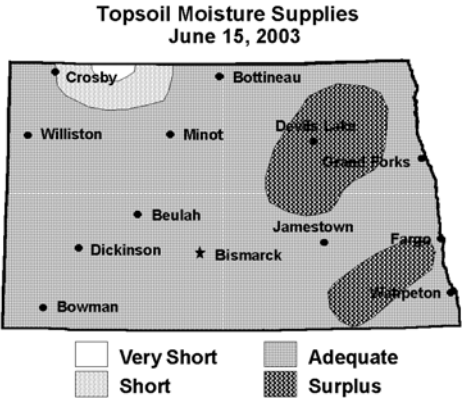 Topsoil Moisture Supplies
June 15, 2003
Crosby
Bottineau
Williston
Minot
Devils Lake
Grand Forks
Beulah
Jamestown
Fargo
Dickinson
Bismarck
Wahpeton
Bowman
Very Short
Adequate
Short
Surplus